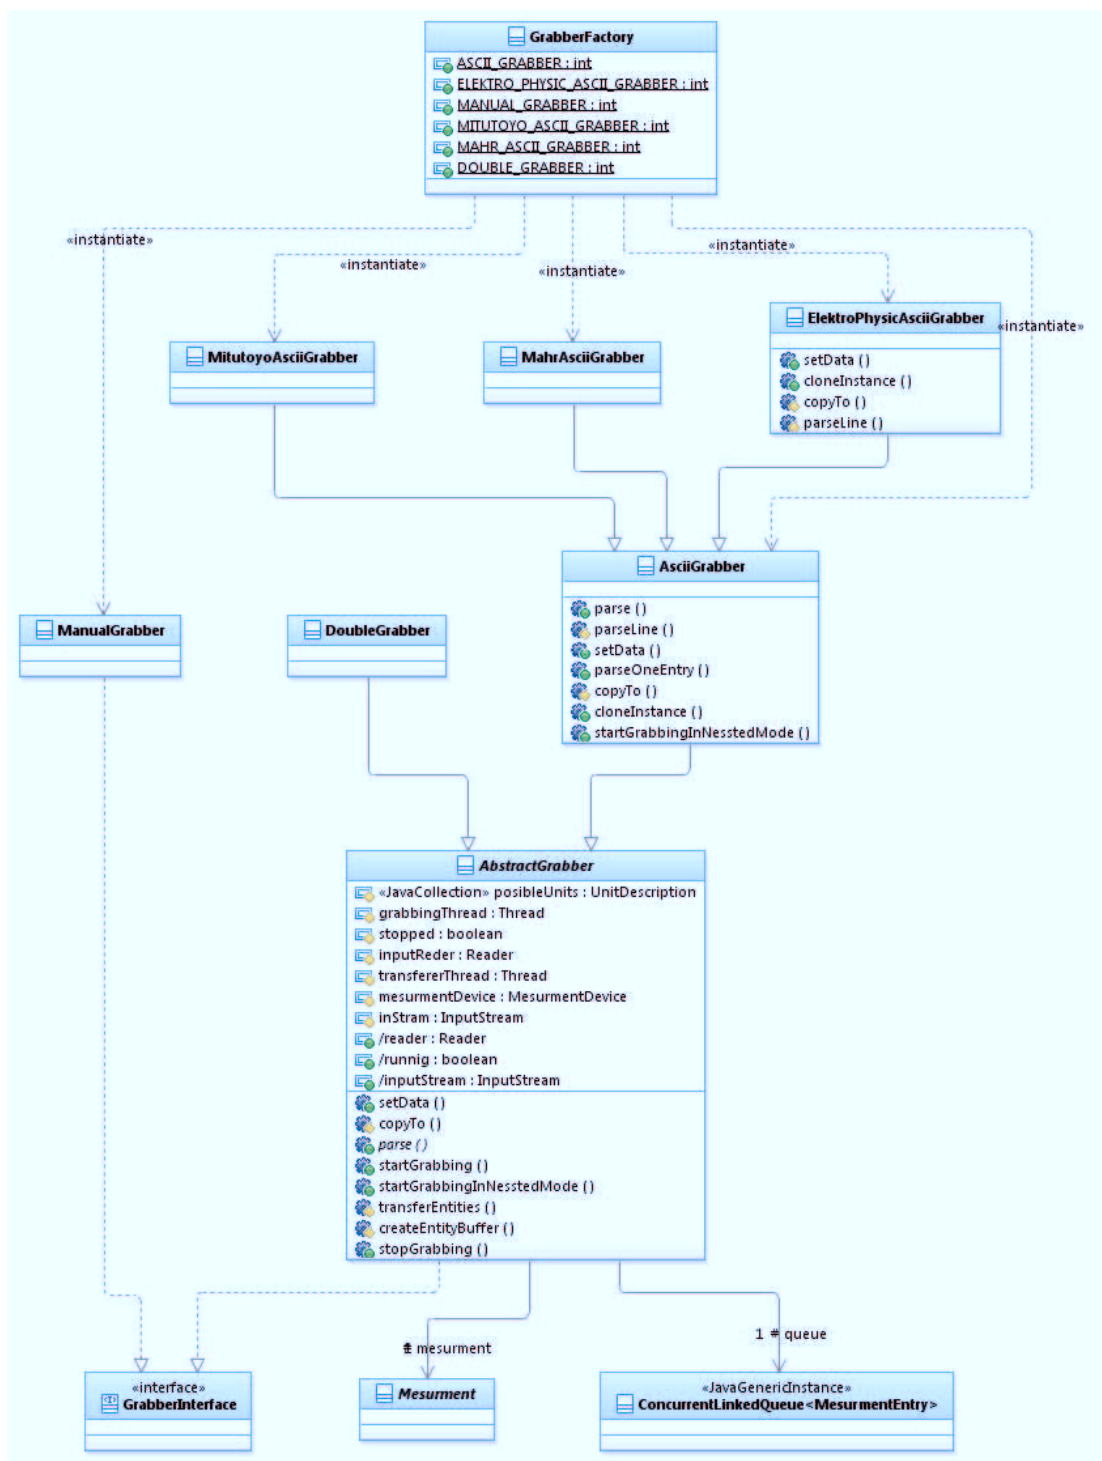 GrabberFactory
ASCII_GRABBER : int
ELEKTRO_PHYSIC_ASCII_GRABBER : int
MANUAL_GRABBER : int
MITUTOYO_ASCII_GRABBER : int
MAHR_ASCII_GRABBER : int
DOUBLE_GRABBER : int
«instantiate»
«instantiate»
«instantiate»
«instantiate»
«instantiate»
ElektroPhysicAsciiGrabber
setData ()
cloneInstance ()
copyTo ()
parseLine ()
MitutoyoAsciiGrabber
MahrAsciiGrabber
AsciiGrabber
parse ()
parseLine ()
setData ()
parseOneEntry ()
copyTo ()
cloneInstance ()
startGrabbingInNesstedMode ()
ManualGrabber
DoubleGrabber
AbstractGrabber
«JavaCollection» posibleUnits : UnitDescription
grabbingThread : Thread
stopped : boolean
inputReder : Reader
transfererThread : Thread
mesurmentDevice : MesurmentDevice
inStram : InputStream
/reader : Reader
/runnig : boolean
/inputStream : InputStream
setData ()
copyTo ()
parse ()
startGrabbing ()
startGrabbingInNesstedMode ()
transferEntities ()
createEntityBuffer ()
stopGrabbing ()
mesurment
1 # queue
«interface»
GrabberInterface
Mesurment
«JavaGenericInstance»
ConcurrentLinkedQueue<MesurmentEntry>